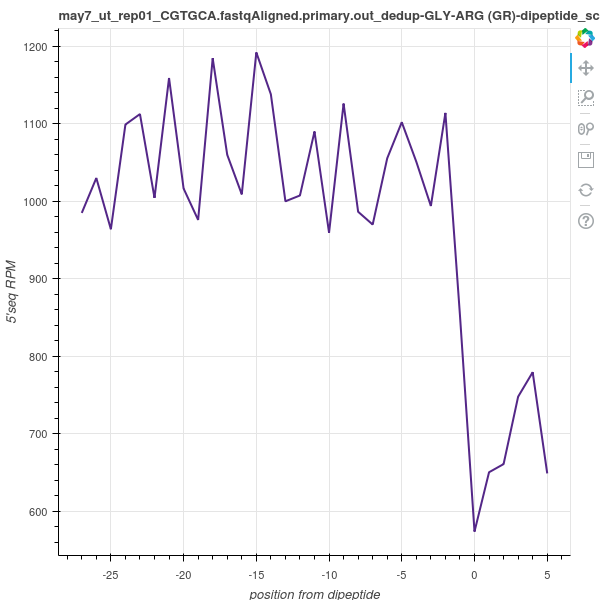 may7_ut_rep01_CGTGCA.fastqAligned.primary.out_dedup-GLY-ARG (GR)-dipeptide_sc
1200
1100
1000
900
800
700
600
5'seq RPM
-25 -20 -15 -10 -5 0 5
position from dipeptide